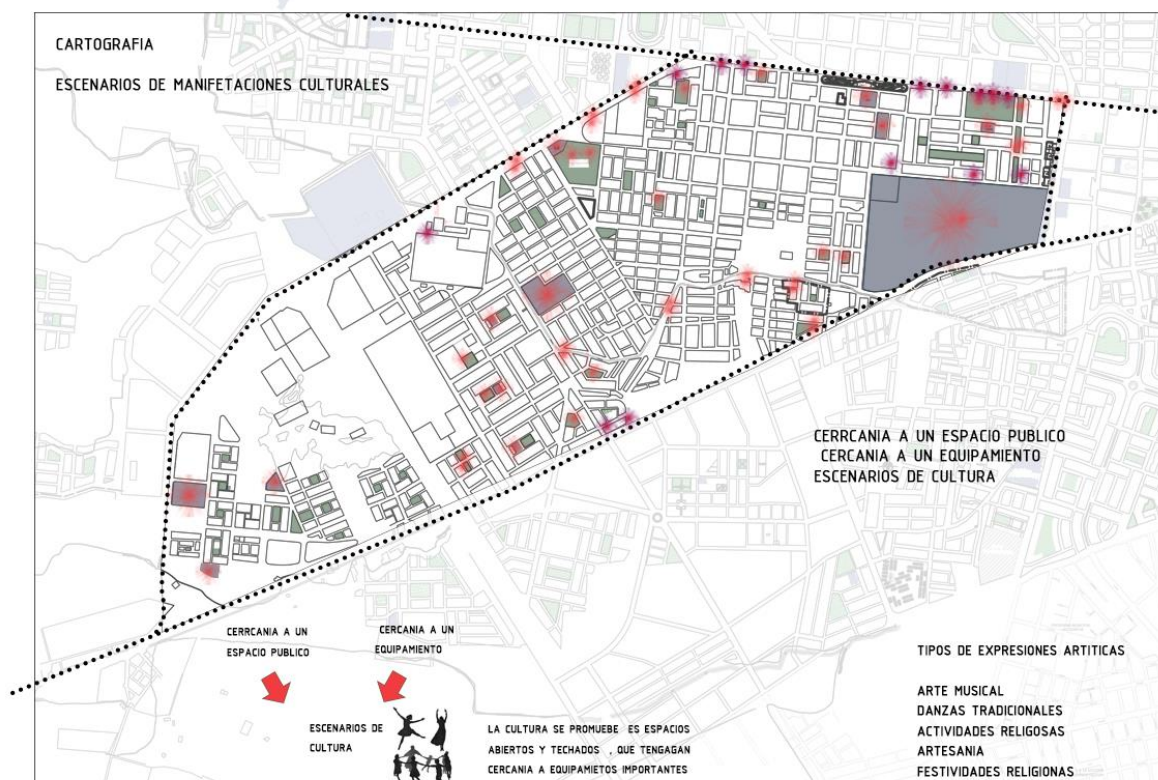 CARTOGRAFIA
ESCENARIOS DE MANIFETACIONES CULTURALES
CERRCANIA A UN ESPACIO PUBLICO
CERCANIA A UN EQUIPAMIENTO
ESCENARIOS DE CULTURA
CERRCANIA A UN
ESPACIO PUBLICO
CERCANIA A UN
EQUIPAMIENTO
ESCENARIOS DE
CULTURA
LA CULTURA SE PROMUEBE ES ESPACIOS
ABIERTOS Y TECHADOS , QUE TENGAGAN
CERCANIA A EQUIPAMIETOS IMPORTANTES
TIPOS DE EXPRESIONES ARTITICAS
ARTE MUSICAL
DANZAS TRADICIONALES
ACTIVIDADES RELIGOSAS
ARTESANIA
FESTIVIDADES RELIGIONAS